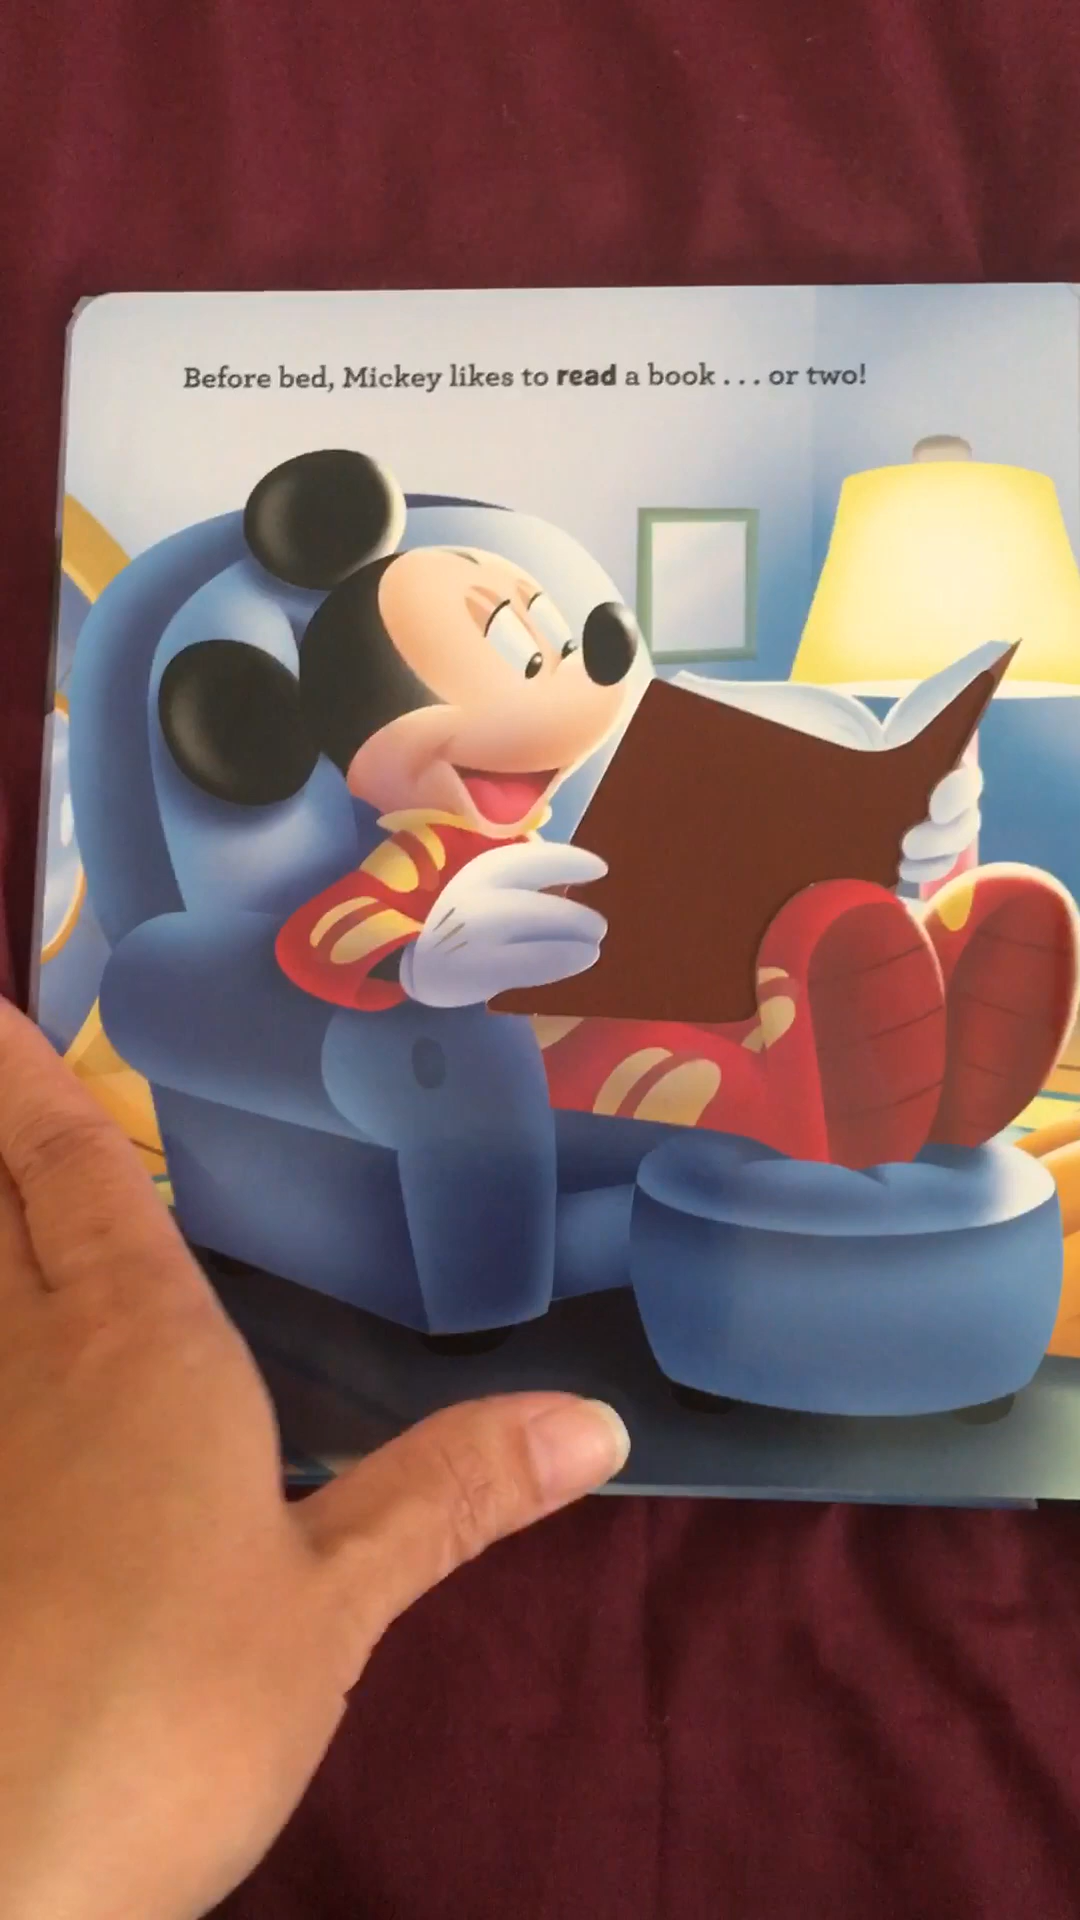 Before bed, Mickey likes to read a book . . . or two!